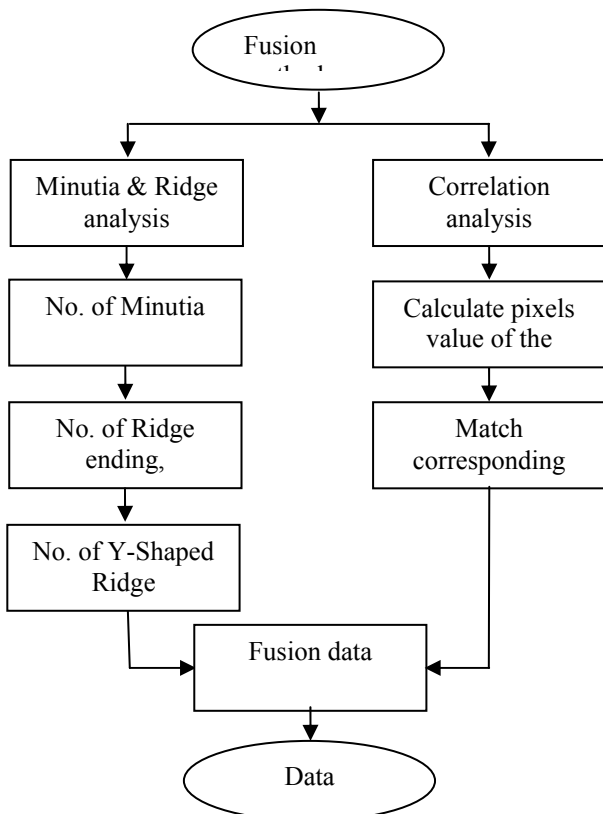 Fusion
Minutia & Ridge
analysis
Correlation
analysis
No. of Minutia
Calculate pixels
value of the
No. of Ridge
ending,
Match
corresponding
No. of Y-Shaped
Ridge
Fusion data
Data